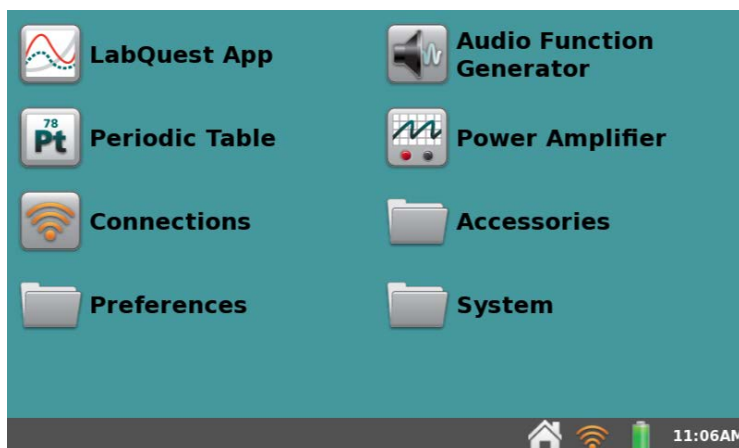 LabQuest App
Audio Function
Generator
78
Pt
Periodic Table
Power Amplifier
Connections
Accessories
Preferences
System
11:06AM